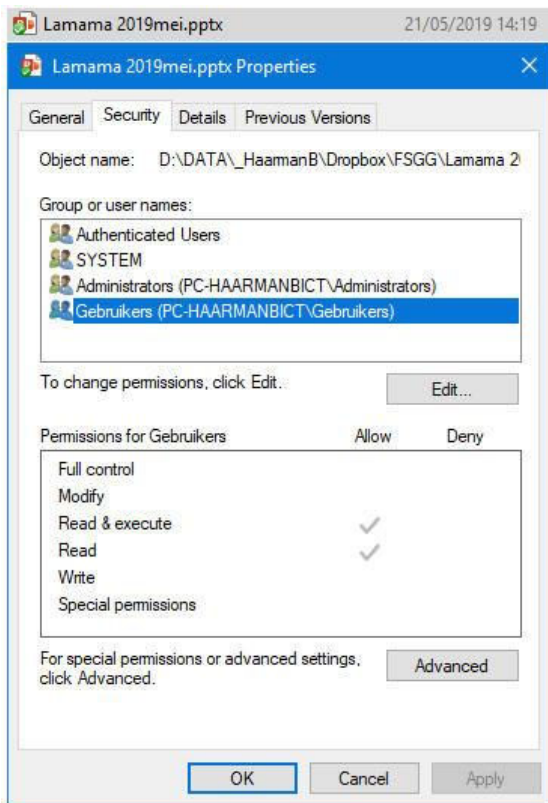 Lamama 2019mei.pptx 21/05/2019 14:19
Lamama 2019mei.pptx Properties
General Security Details Previous Versions
Object name: D:\DATA\_HaarmanB\Dropbox\FSGG\Lamama 20
Group or user names:
Authenticated Users
SYSTEM
Administrators (PC-HAARMANBICT\Administrators)
Gebruikers (PC-HAARMANBICT\Gebruikers)
To change permissions, click Edit. Edit...
Permissions for Gebruikers Allow Deny
Full control
Modify
Read & execute
Read
Write
Special permissions
For special permissions or advanced settings, Advanced
click Advanced.
OK Cancel Apply